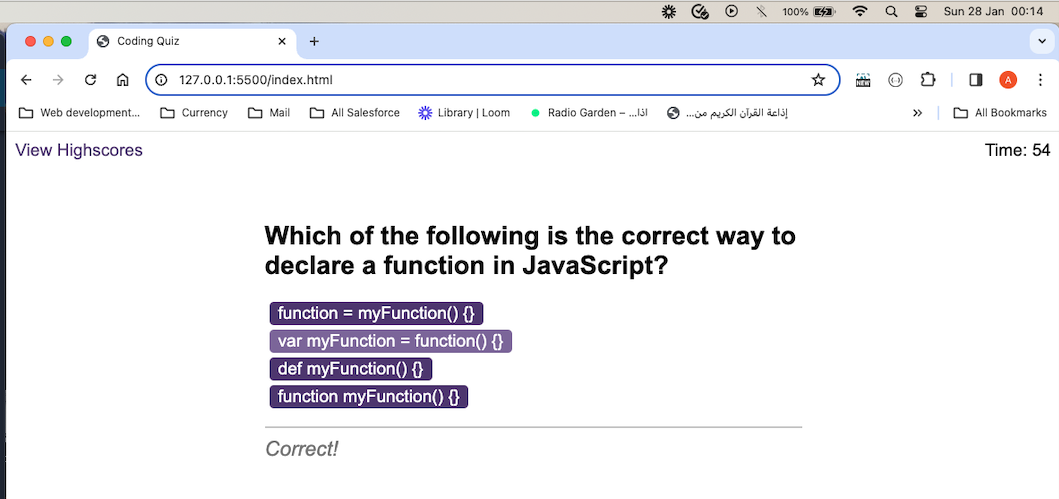 100% Sun 28 Jan 00:14
Coding Quiz
127.0.0.1:5500/index.html
A
Web development... Currency Mail All Salesforce Library | Loom Radio Garden – ...اذا إذاعة القرآن الكريم من... » All Bookmarks
View Highscores Time: 54
Which of the following is the correct way to
declare a function in JavaScript?
function = myFunction() {}
var myFunction = function() {}
def myFunction() {}
function myFunction() {}
Correct!